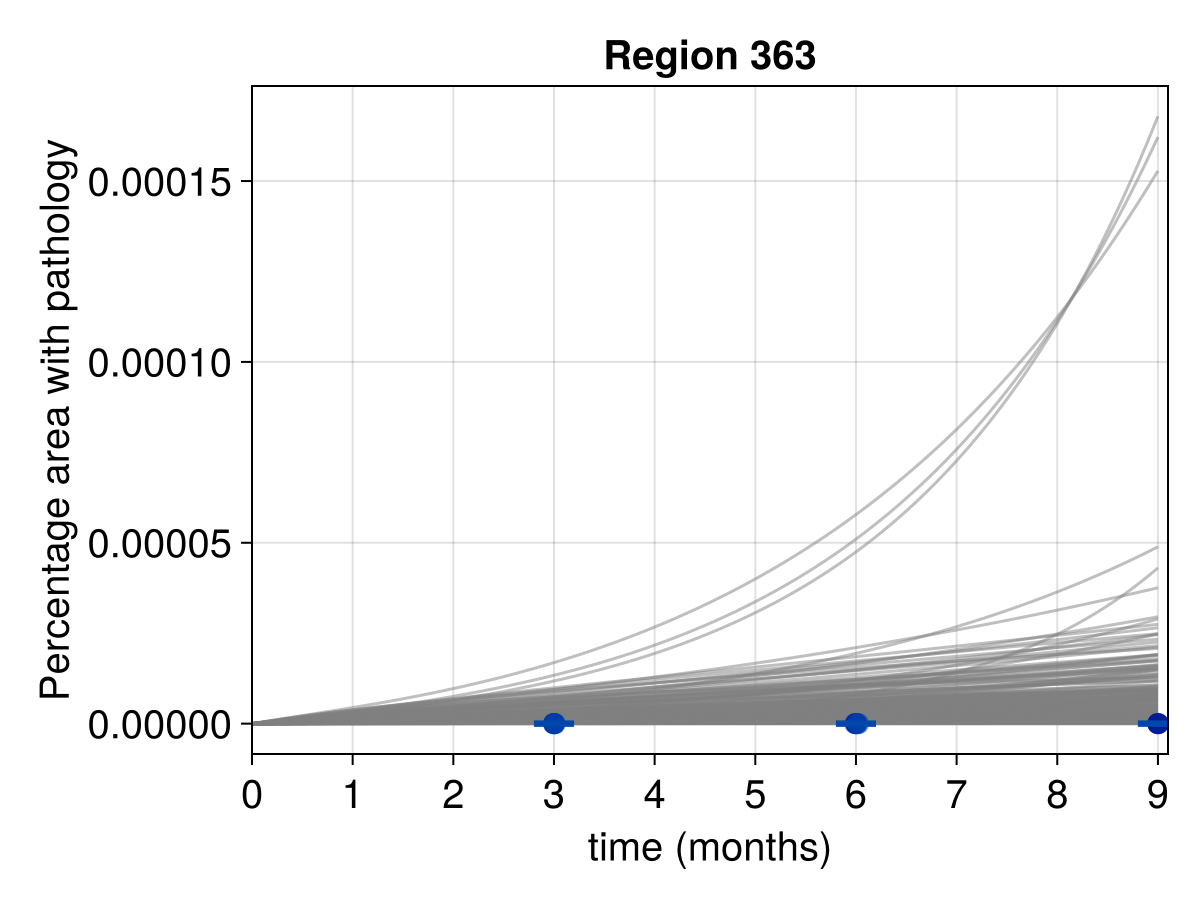 Region 363
Percentage area with pathology
0.00015
0.00010
0.00005
0.00000
0 1 2 3 4 5 6 7 8 9
time (months)